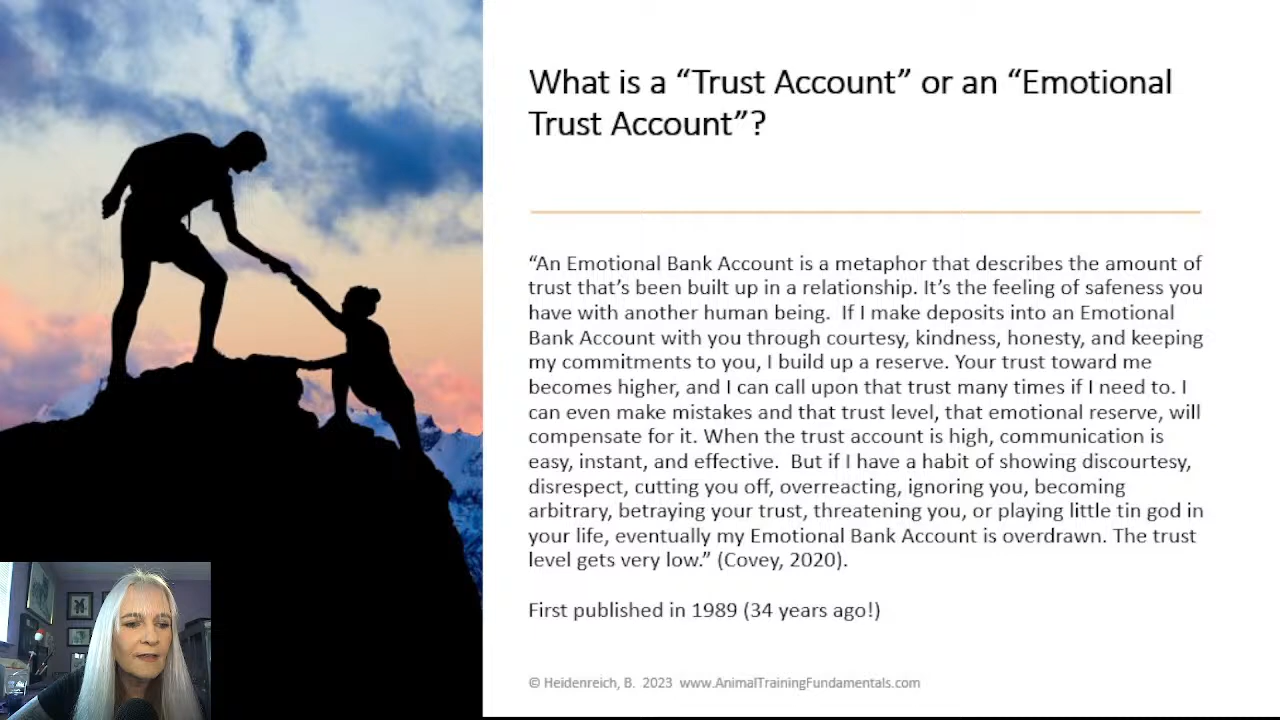 What is a “Trust Account” or an “Emotional
Trust Account”?
“An Emotional Bank Account is a metaphor that describes the amount of
trust that’s been built up in a relationship. It’s the feeling of safeness you
have with another human being.  If I make deposits into an Emotional
Bank Account with you through courtesy, kindness, honesty, and keeping
my commitments to you, I build up a reserve. Your trust toward me
becomes higher, and I can call upon that trust many times if I need to. I
can even make mistakes and that trust level, that emotional reserve, will
compensate for it. When the trust account is high, communication is
easy, instant, and effective.  But if I have a habit of showing discourtesy,
disrespect, cutting you off, overreacting, ignoring you, becoming
arbitrary, betraying your trust, threatening you, or playing little tin god in
your life, eventually my Emotional Bank Account is overdrawn. The trust
level gets very low.” (Covey, 2020).
First published in 1989 (34 years ago!)
© Heidenreich, B.  2023  www.AnimalTrainingFundamentals.com